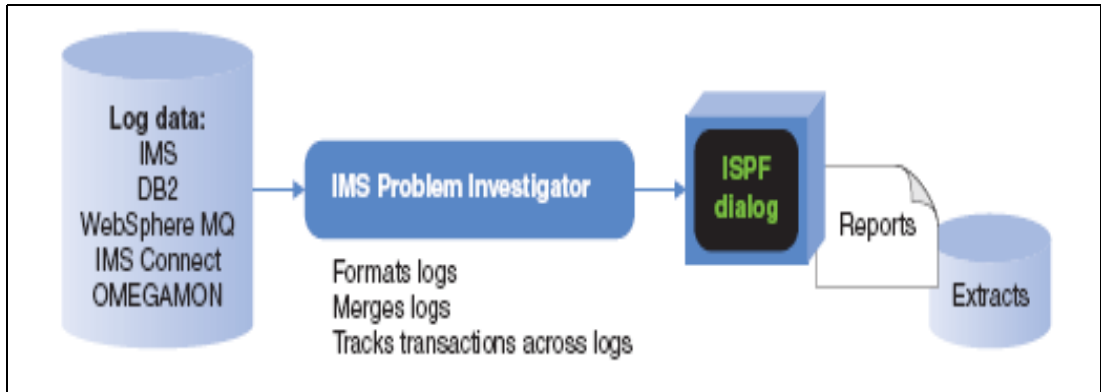 Log data:
IMS
DB2
WebSphere MQ
IMS Connect
OMEGAMON
IMS Problem Investigator
Formats logs
Merges logs
Tracks transactions across logs
ISPF
dialog
Reports
Extracts